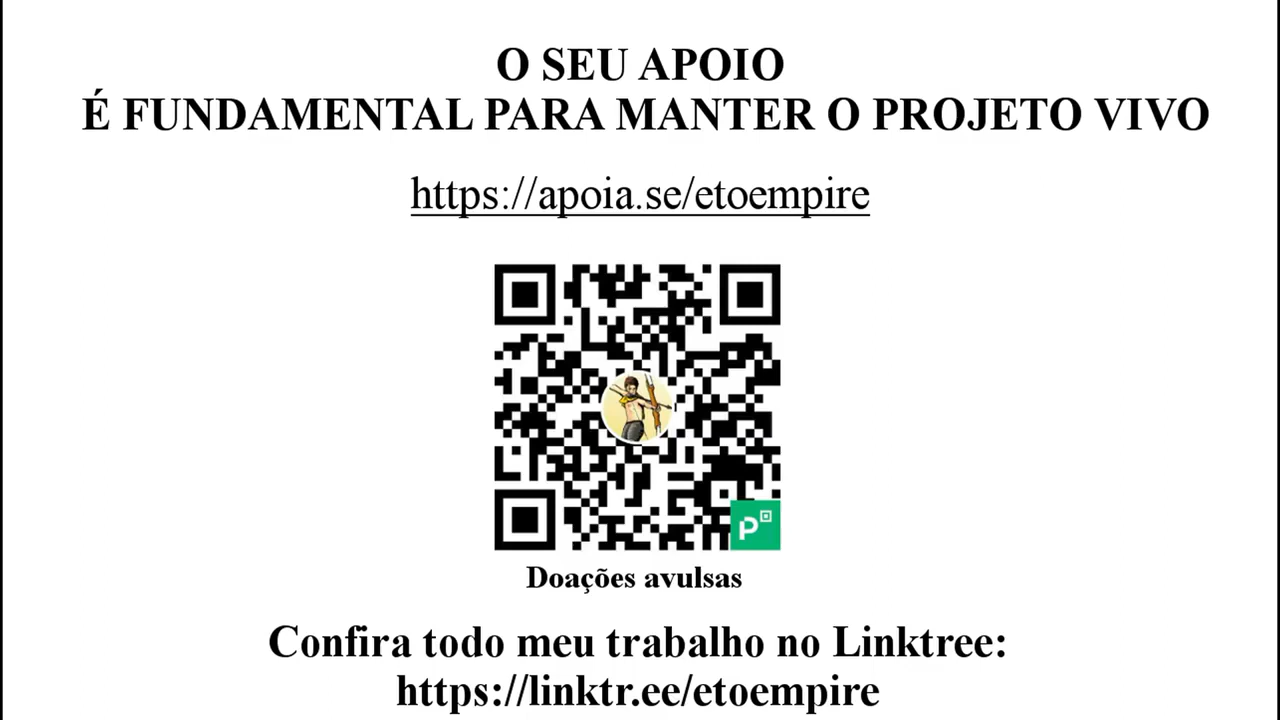 O SEU APOIO
É FUNDAMENTAL PARA MANTER O PROJETO VIVO
https://apoia.se/etoempire
P
Doações avulsas
Confira todo meu trabalho no Linktree:
https://linktr.ee/etoempire